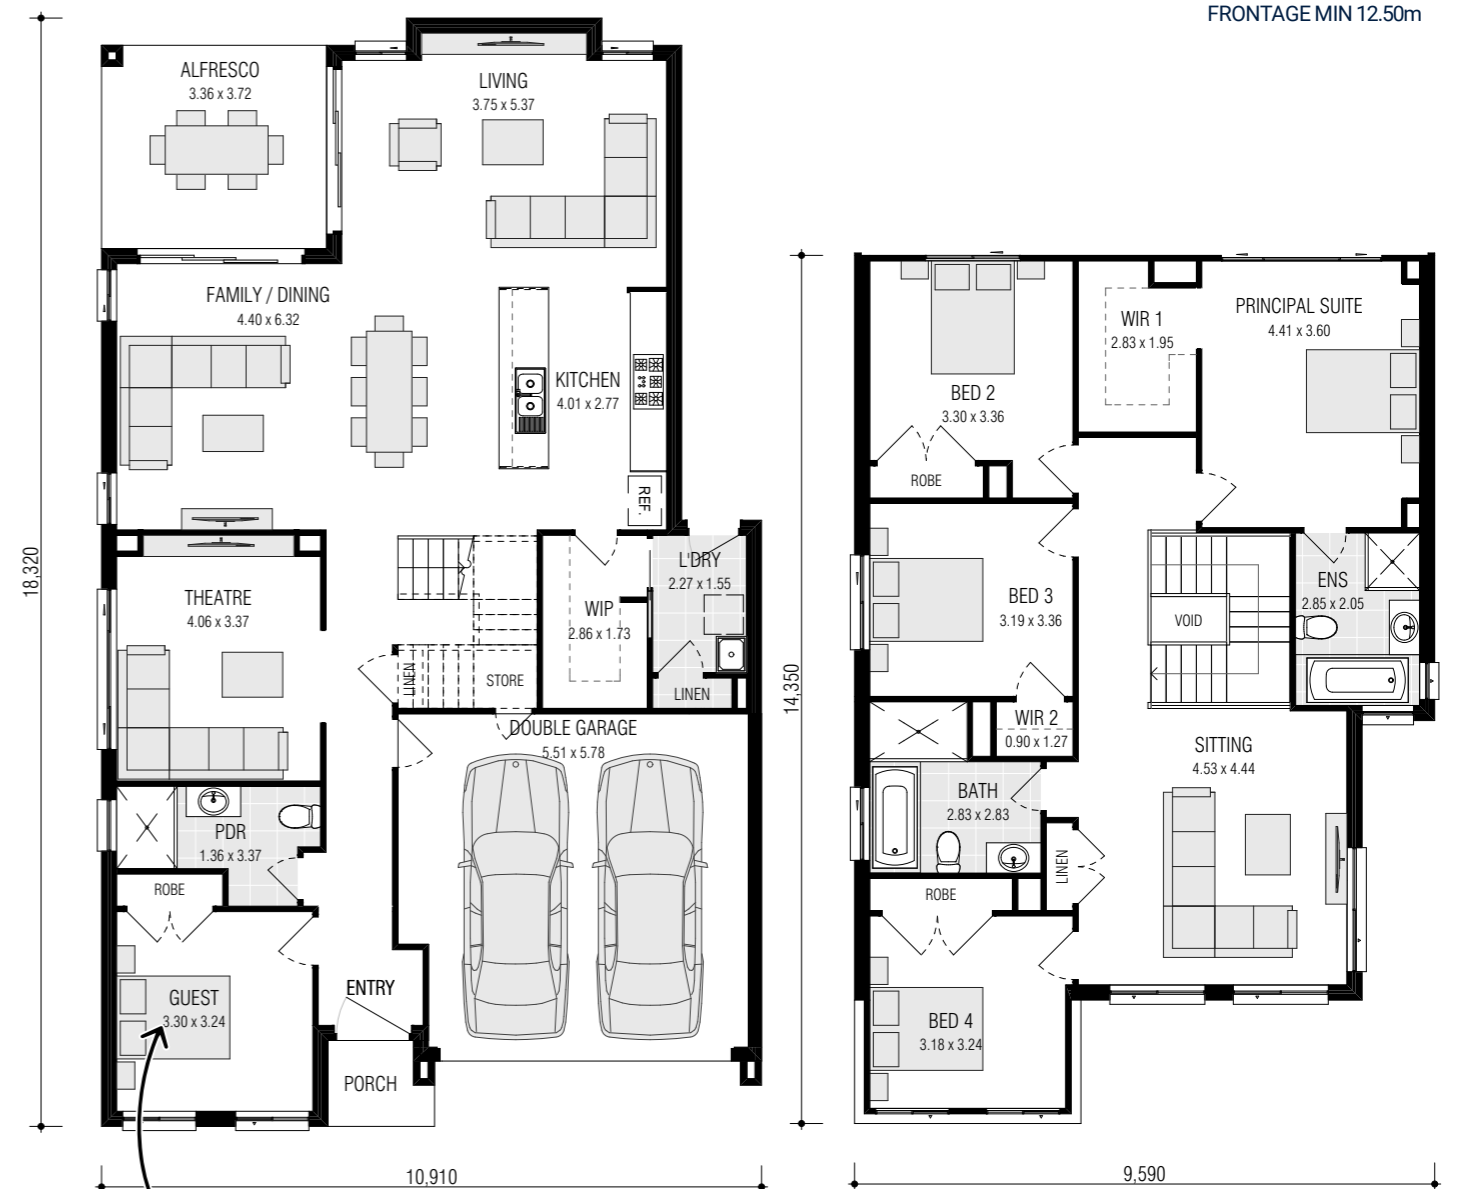 FRONTAGE MIN 12.50m
ALFRESCO
3.36 x 3.72
LIVING
3.75 x 5.37
FAMILY / DINING
4.40 x 6.32
KITCHEN
4.01 x 2.77
REF.
THEATRE
4.06 x 3.37
WIP
2.86 x 1.73
L'DRY
2.27 x 1.55
LINEN
STORE
LINEN
DOUBLE GARAGE
5.51 x 5.78
PDR
1.36 x 3.37
ROBE
GUEST
3.30 x 3.24
ENTRY
PORCH
18,320
10,910
BED 2
3.30 x 3.36
ROBE
WIR 1
2.83 x 1.95
PRINCIPAL SUITE
4.41 x 3.60
BED 3
3.19 x 3.36
VOID
ENS
2.85 x 2.05
WIR 2
0.90 x 1.27
SITTING
4.53 x 4.44
BATH
2.83 x 2.83
LINEN
ROBE
BED 4
3.18 x 3.24
14,350
9,590